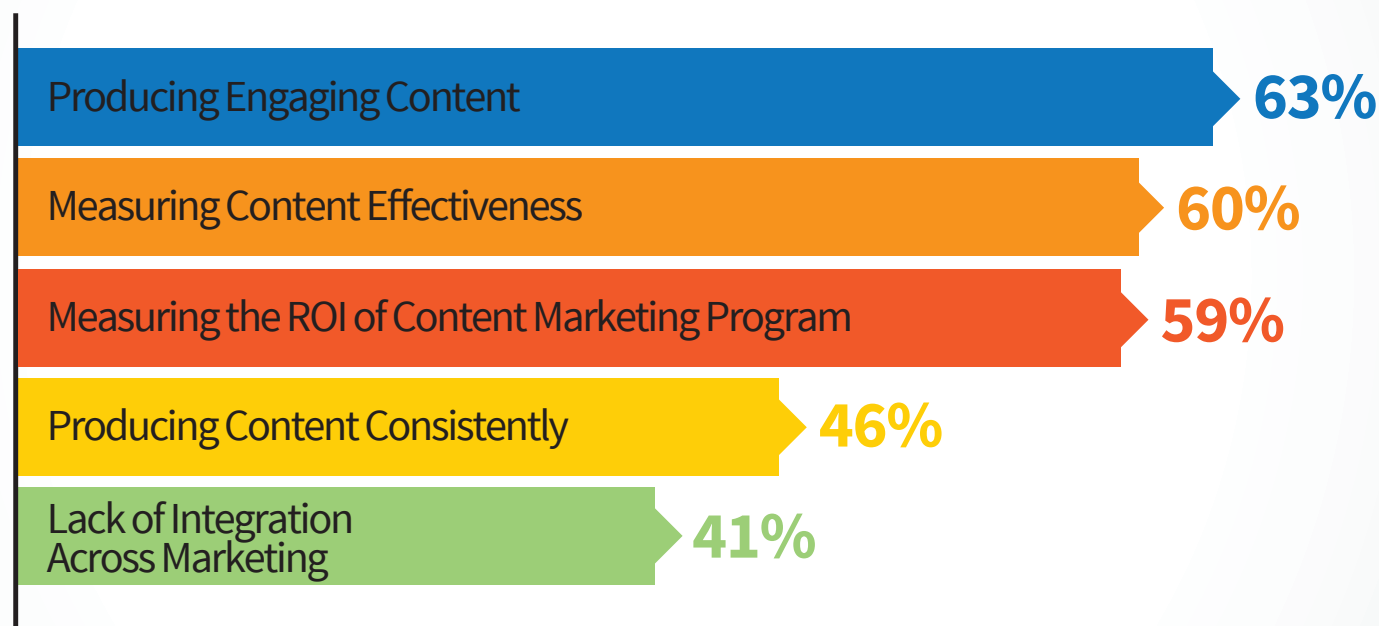 Producing Engaging Content 63%
Measuring Content Effectiveness 60%
Measuring the ROI of Content Marketing Program 59%
Producing Content Consistently 46%
Lack of Integration
Across Marketing
41%